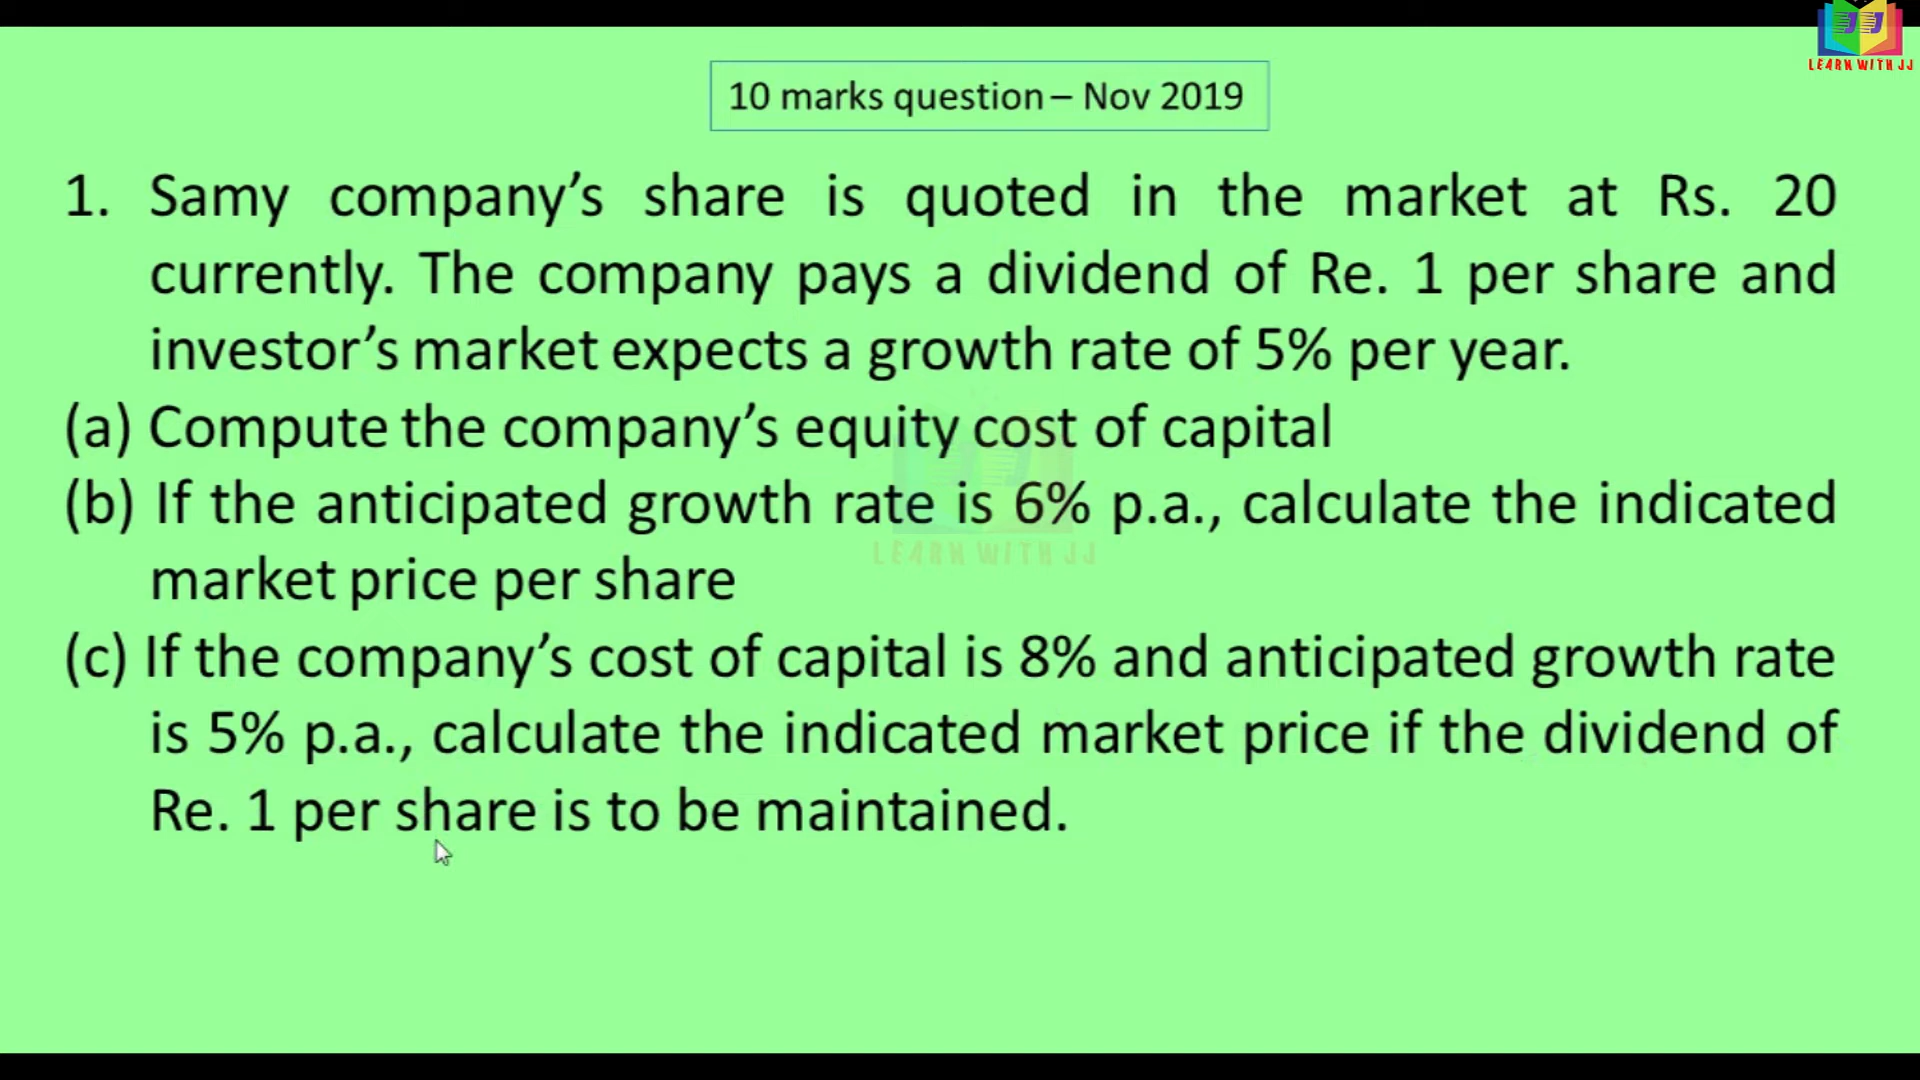 LEARN WITH JJ
10 marks question – Nov 2019
1. Samy company’s share is quoted in the market at Rs. 20
currently. The company pays a dividend of Re. 1 per share and
investor’s market expects a growth rate of 5% per year.
(a) Compute the company’s equity cost of capital
(b) If the anticipated growth rate is 6% p.a., calculate the indicated
LEARN WITH JJ
market price per share
(c) If the company’s cost of capital is 8% and anticipated growth rate
is 5% p.a., calculate the indicated market price if the dividend of
Re. 1 per share is to be maintained.